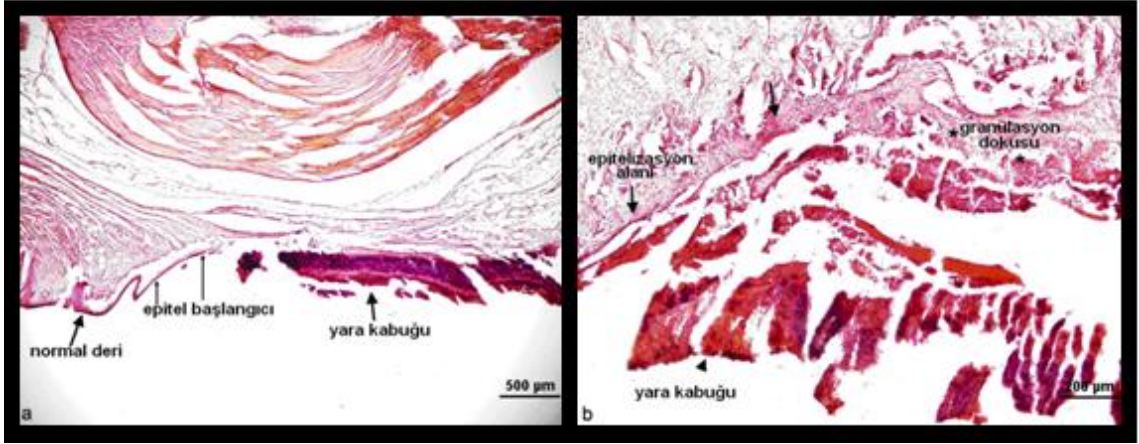 epitel başlangıcı
yara kabuğu
normal deri
500 µm
a
granülasyon
dokusu
epitelizasyon
alanı
yara kabuğu
200 µm
b